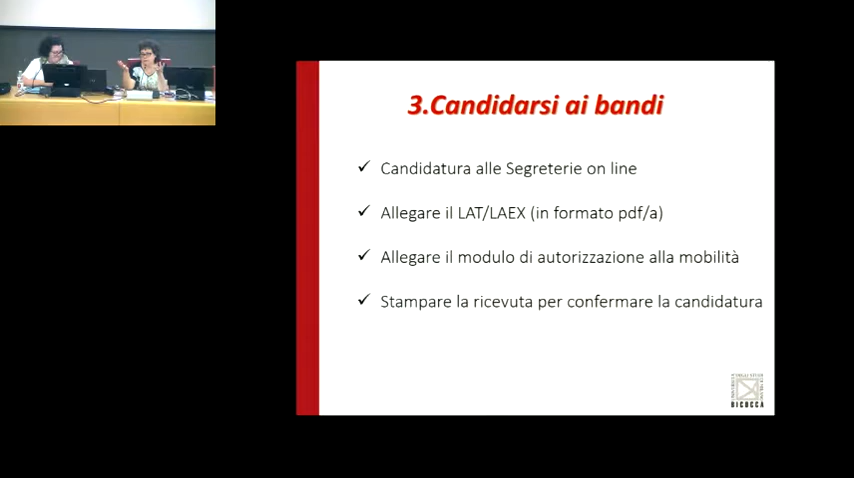 3.Candidarsi ai bandi
✓ Candidatura alle Segreterie on line
✓ Allegare il LAT/LAEX (in formato pdf/a)
✓ Allegare il modulo di autorizzazione alla mobilità
✓ Stampare la ricevuta per confermare la candidatura
BICOCCA